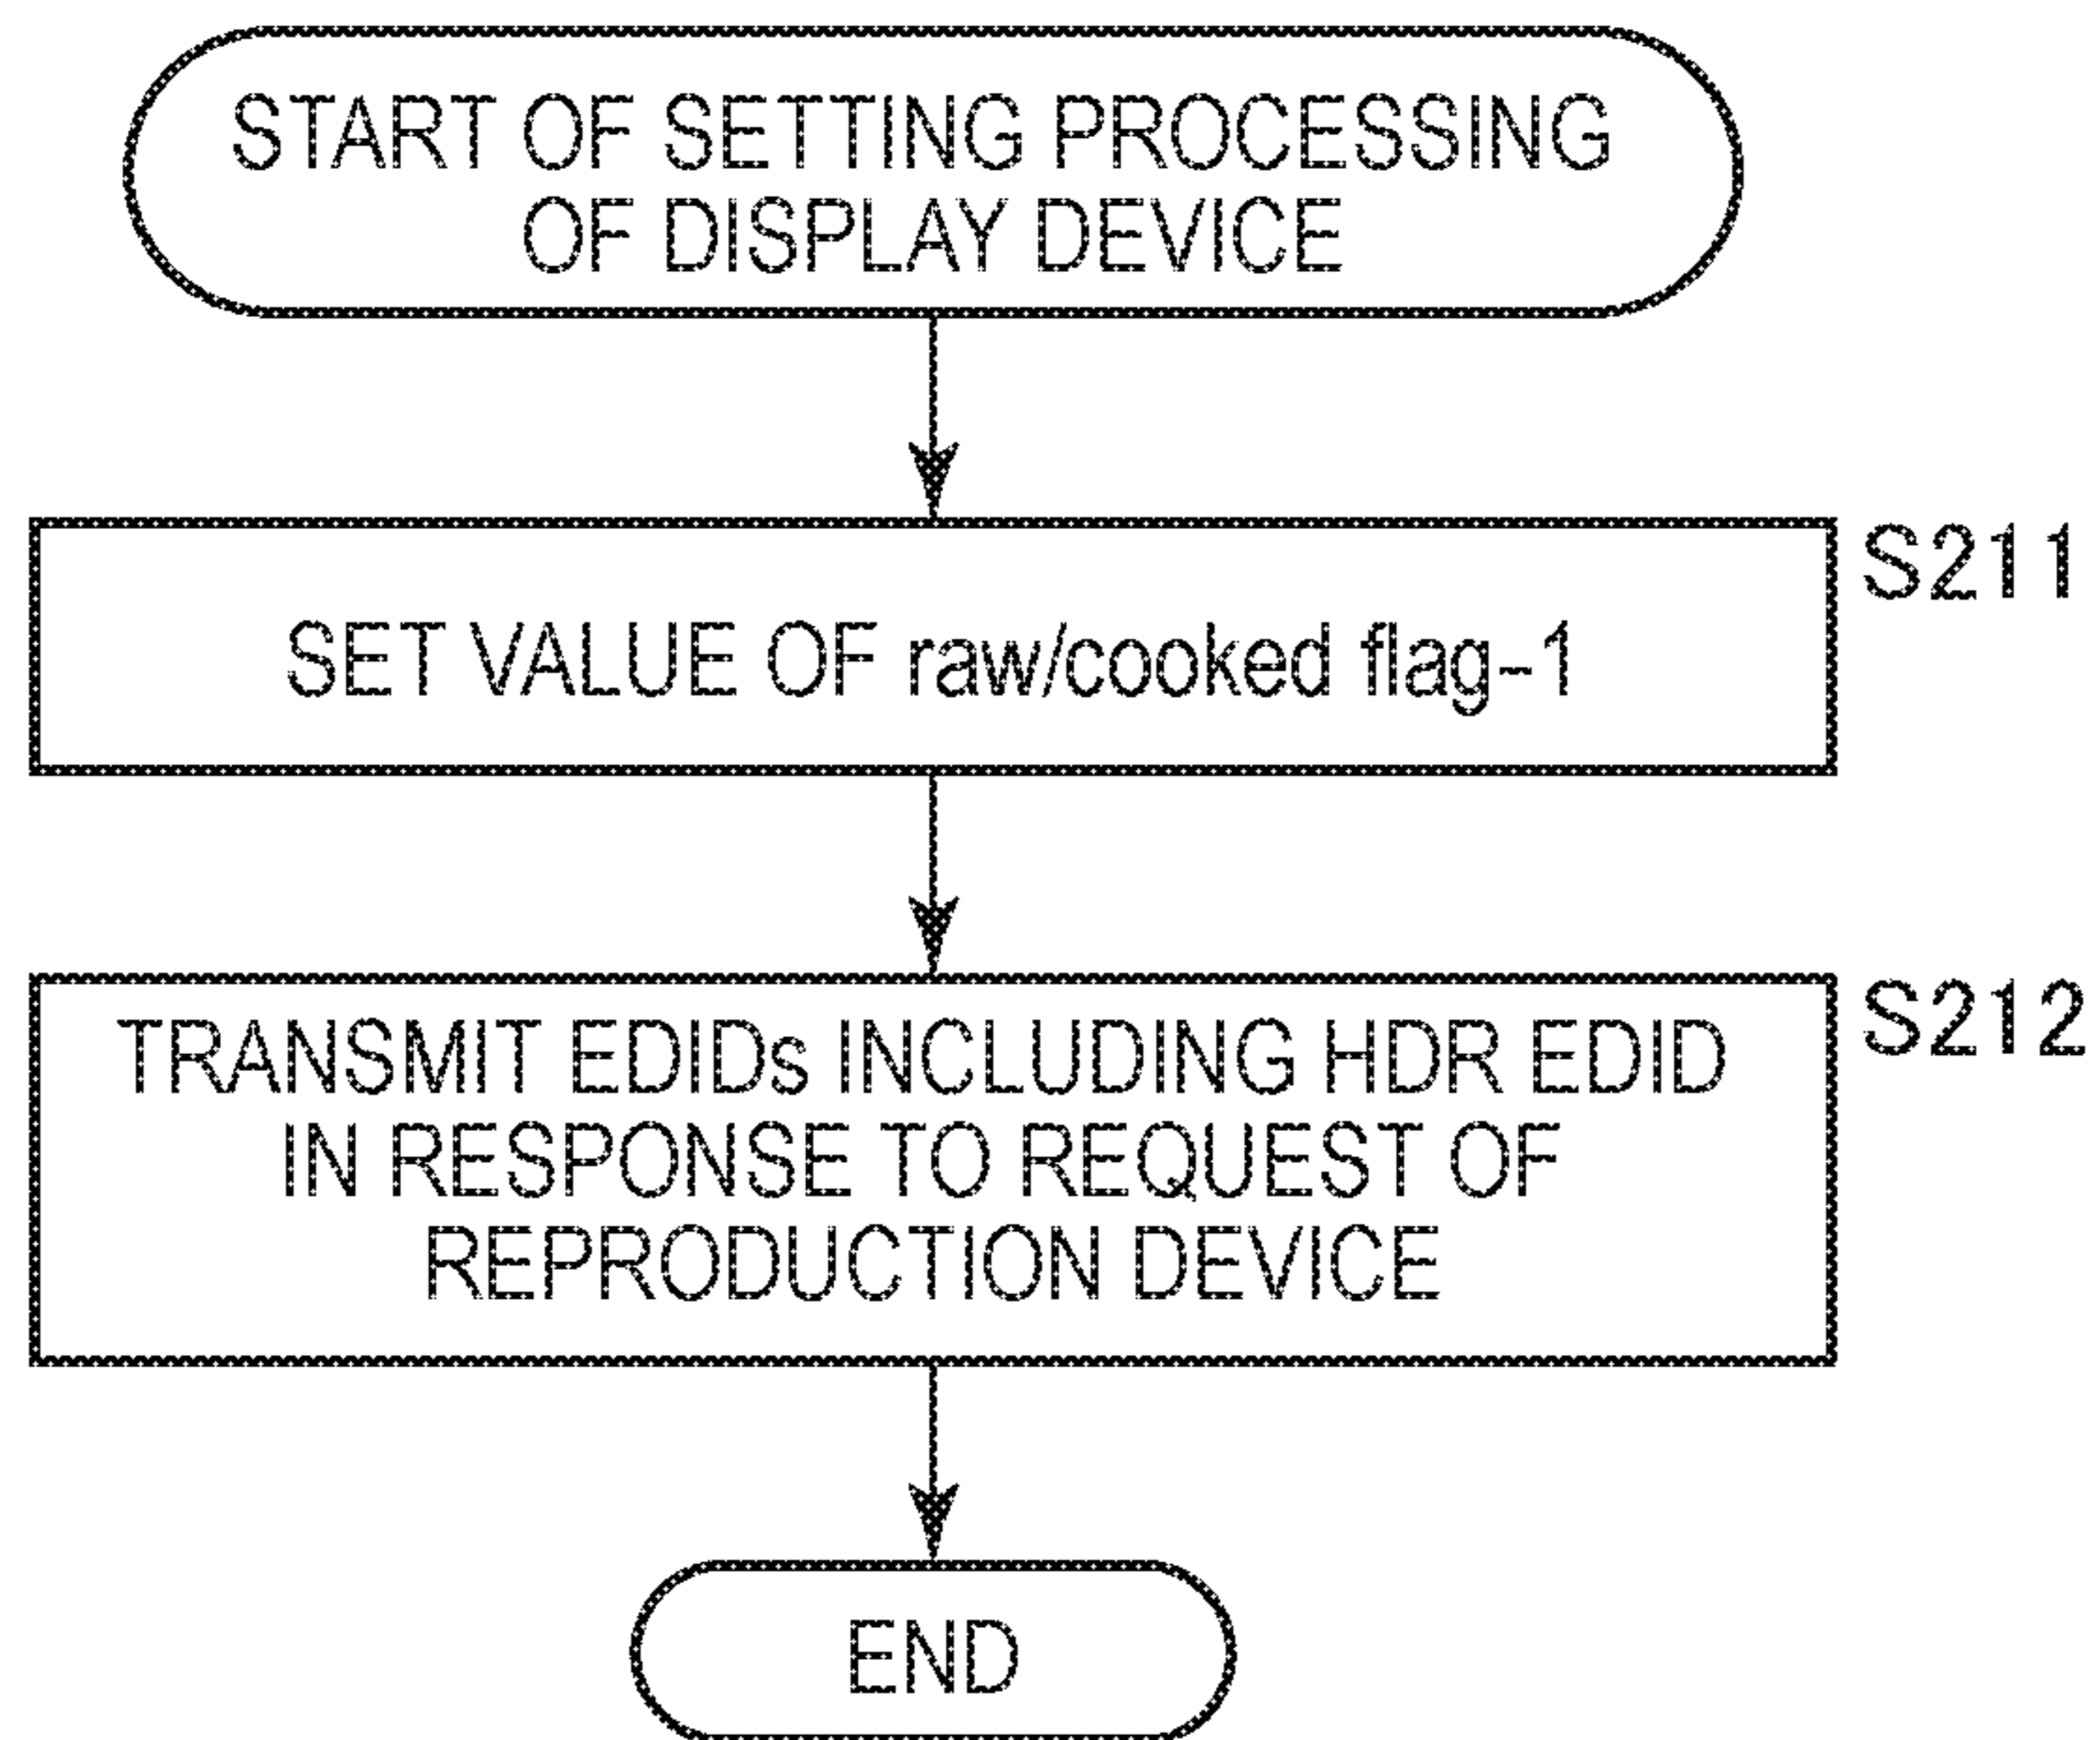 START OF SETTING PROCESSING
OF DISPLAY DEVICE
S211
SET VALUE OF raw/cooked flag-1
S212
TRANSMIT EDIDs INCLUDING HDR EDID
IN RESPONSE TO REQUEST OF
REPRODUCTION DEVICE
END